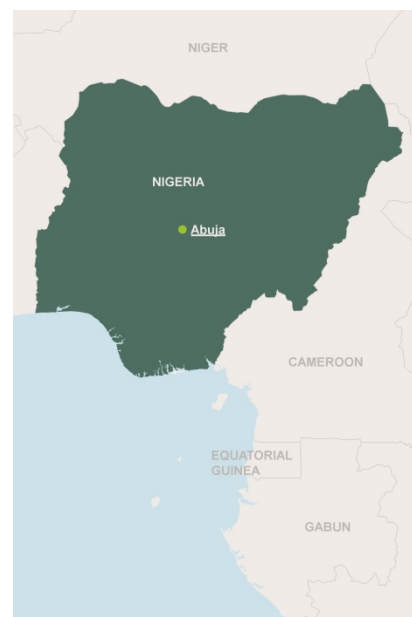 NIGER
NIGERIA
Abuja
CAMEROON
EQUATORIAL
GUINEA
GABUN